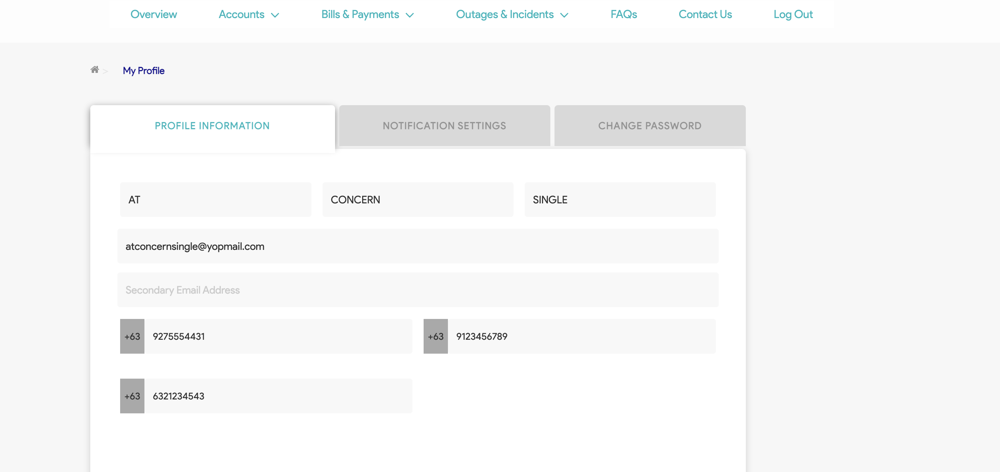 Overview Accounts Bills & Payments Outages & Incidents FAQs Contact Us Log Out
> My Profile
PROFILE INFORMATION NOTIFICATION SETTINGS CHANGE PASSWORD
AT CONCERN SINGLE
atconcernsingle@yopmail.com
Secondary Email Address
+63 9275554431 +63 9123456789
+63 6321234543